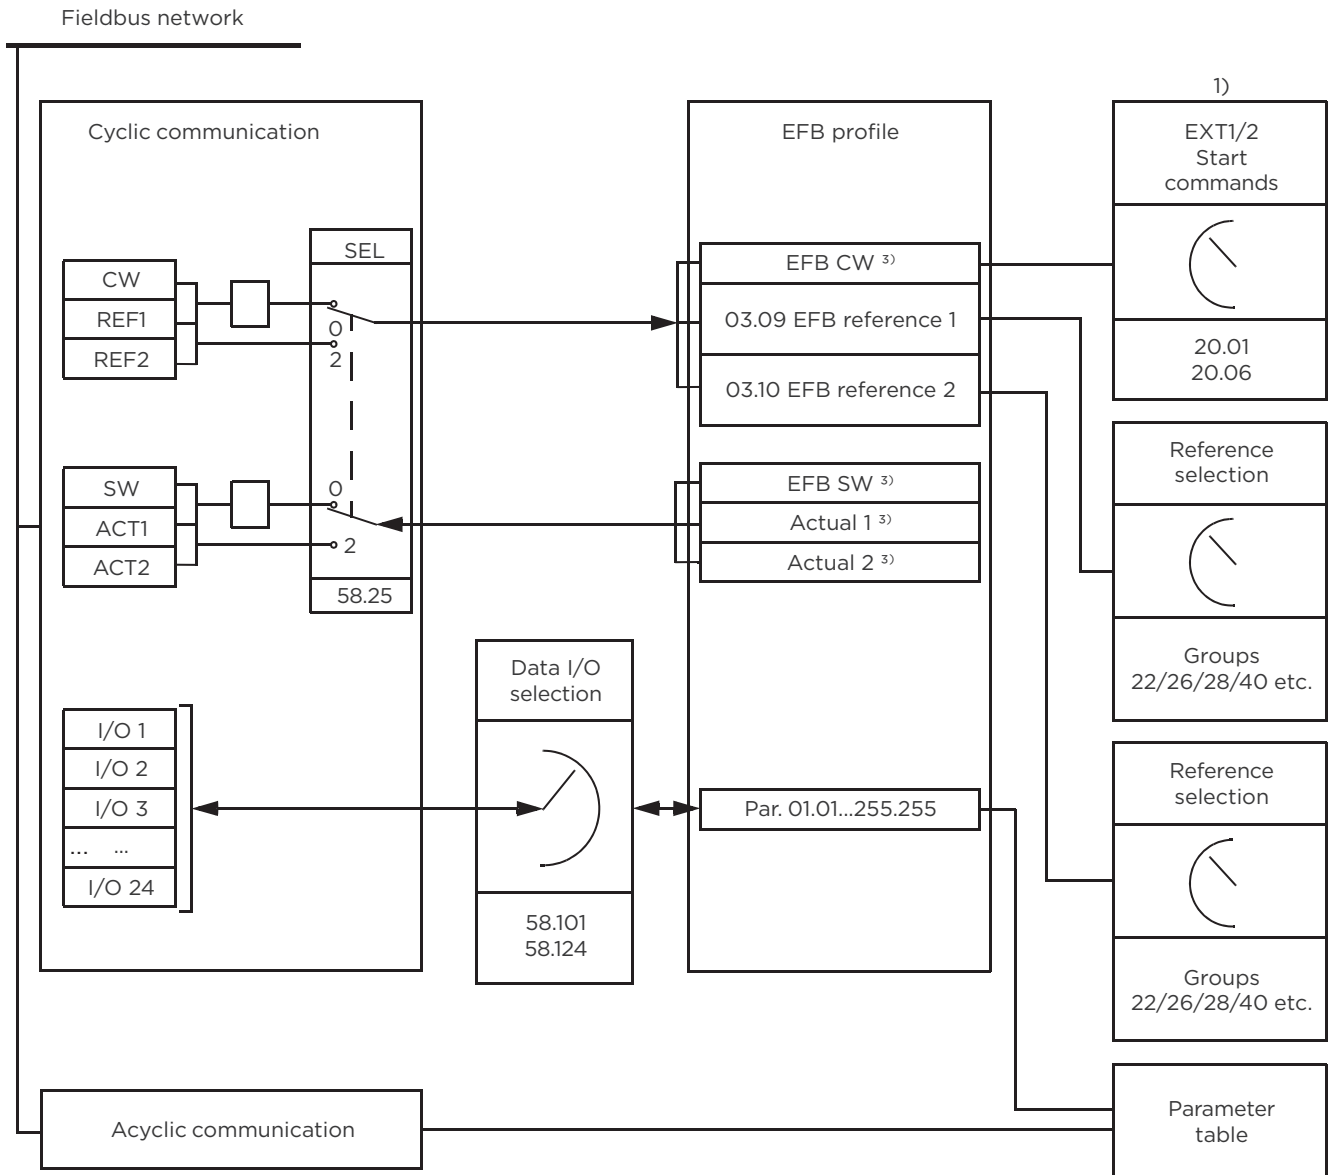 Fieldbus network
Cyclic communication
CW
REF1
REF2
SEL
0
2
SW
ACT1
ACT2
0
2
58.25
I/O 1
I/O 2
I/O 3
... ...
I/O 24
Data I/O
selection
58.101
58.124
EFB profile
EFB CW ³⁾
03.09 EFB reference 1
03.10 EFB reference 2
EFB SW ³⁾
Actual 1 ³⁾
Actual 2 ³⁾
Par. 01.01...255.255
1)
EXT1/2
Start
commands
20.01
20.06
Reference
selection
Groups
22/26/28/40 etc.
Reference
selection
Groups
22/26/28/40 etc.
Acyclic communication
Parameter
table